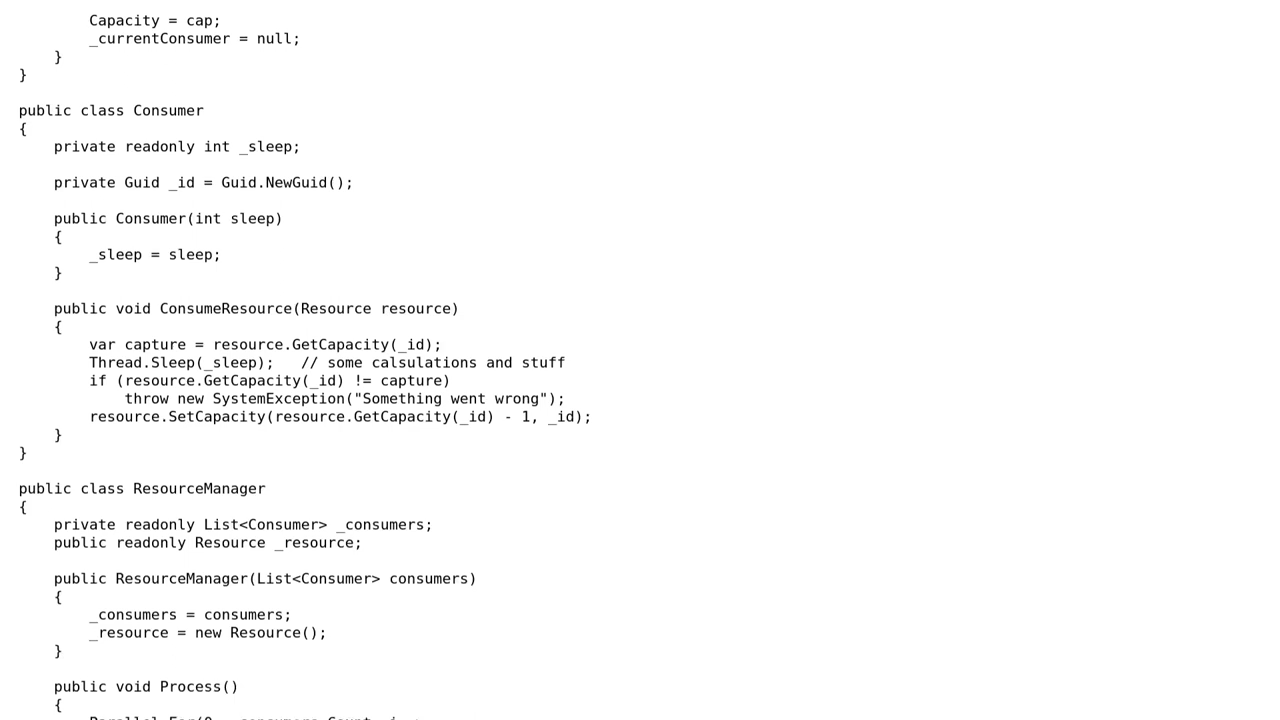 Capacity = cap;
_currentConsumer = null;
}
}
public class Consumer
{
private readonly int _sleep;
private Guid _id = Guid.NewGuid();
public Consumer(int sleep)
{
_sleep = sleep;
}
public void ConsumeResource(Resource resource)
{
var capture = resource.GetCapacity(_id);
Thread.Sleep(_sleep);   // some calsulations and stuff
if (resource.GetCapacity(_id) != capture)
throw new SystemException("Something went wrong");
resource.SetCapacity(resource.GetCapacity(_id) - 1, _id);
}
}
public class ResourceManager
{
private readonly List<Consumer> _consumers;
public readonly Resource _resource;
public ResourceManager(List<Consumer> consumers)
{
_consumers = consumers;
_resource = new Resource();
}
public void Process()
{